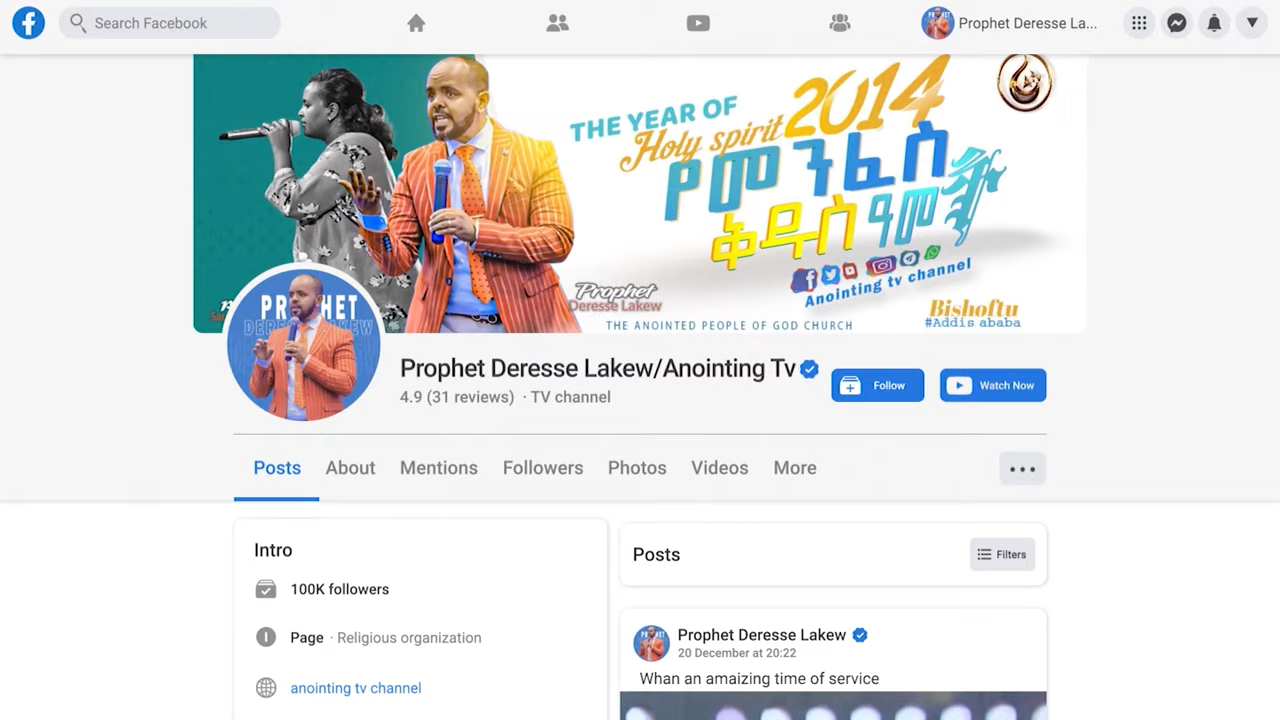 Search Facebook
Prophet Deresse La...
THE YEAR OF
Holy spirit
2014
የመንፈስ
ቅዱስ ዓመት
Anointing tv channel
Prophet
Deresse Lakew
THE ANOINTED PEOPLE OF GOD CHURCH
Bishoftu
#Addis ababa
PROPHET
DERESSE LAKEW
Prophet Deresse Lakew/Anointing Tv
4.9 (31 reviews) · TV channel
Follow
Watch Now
Posts
About
Mentions
Followers
Photos
Videos
More
Intro
100K followers
Page · Religious organization
anointing tv channel
Posts
Filters
Prophet Deresse Lakew
20 December at 20:22
Whan an amaizing time of service